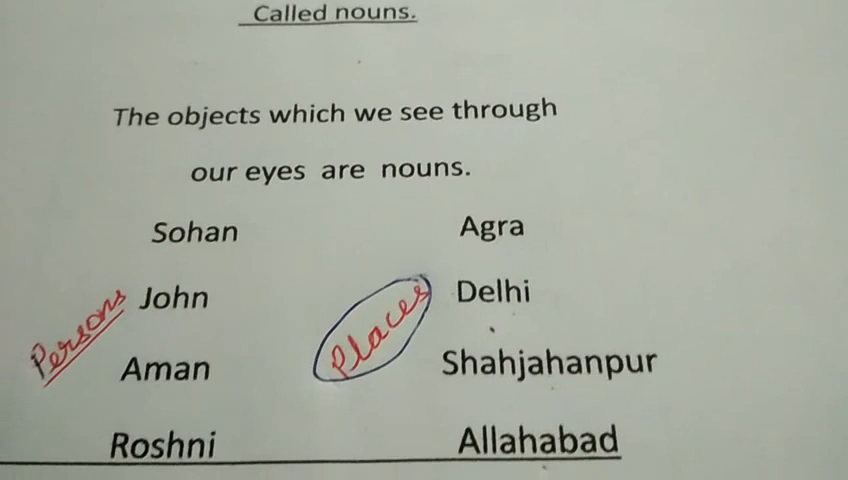 Called nouns.
The objects which we see through
our eyes are nouns.
Sohan Agra
Persons John Places Delhi
Aman Shahjahanpur
Roshni Allahabad